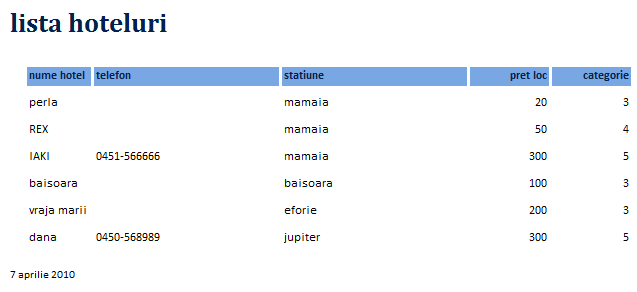 lista hoteluri
nume hotel telefon statiune pret loc categorie
perla mamaia 20 3
REX mamaia 50 4
IAKI 0451-566666 mamaia 300 5
baisoara baisoara 100 3
vraja marii eforie 200 3
dana 0450-568989 jupiter 300 5
7 aprilie 2010